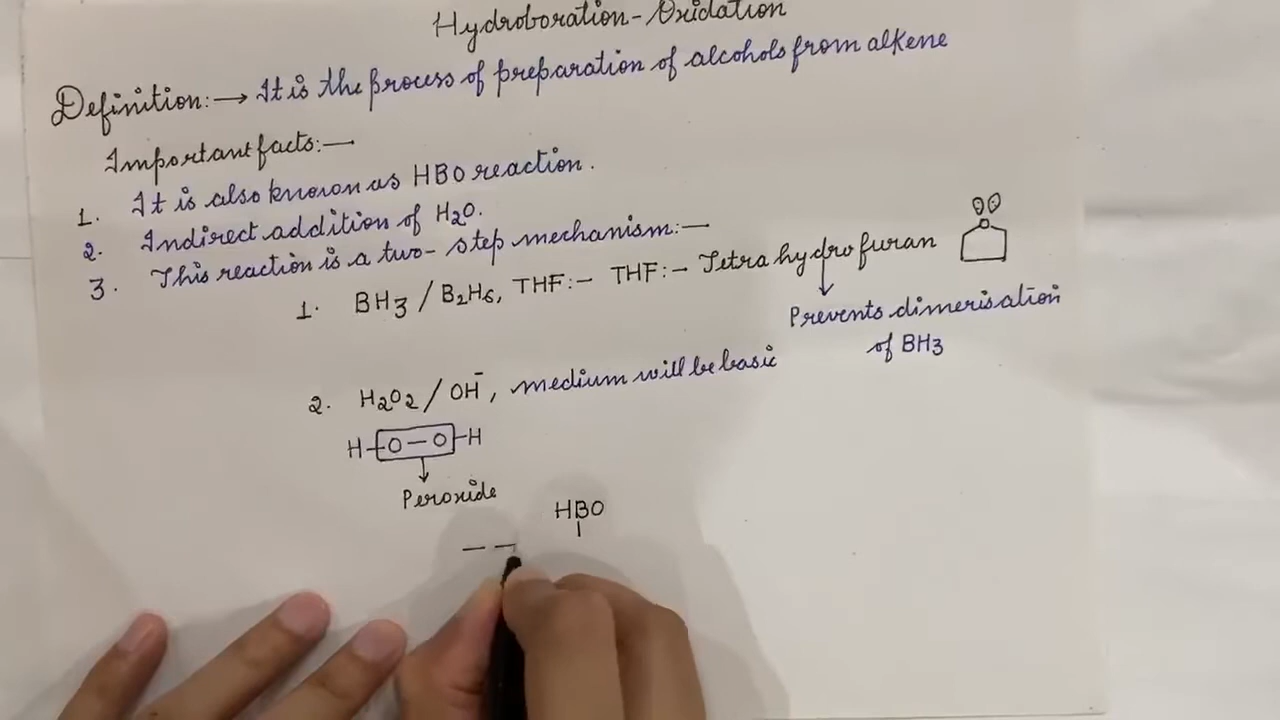 Hydroboration-Oxidation
Definition:→ It is the process of preparation of alcohols from alkene
Important facts:—
1. It is also known as HBO reaction.
2. Indirect addition of H2O.
3. This reaction is a two-step mechanism:—
1. BH3 / B2H6, THF:- THF:- Tetra hydro furan
Prevents dimerisation
of BH3
2. H2O2 / OH-, medium will be basic
H-O-O-H
Peroxide
HBO